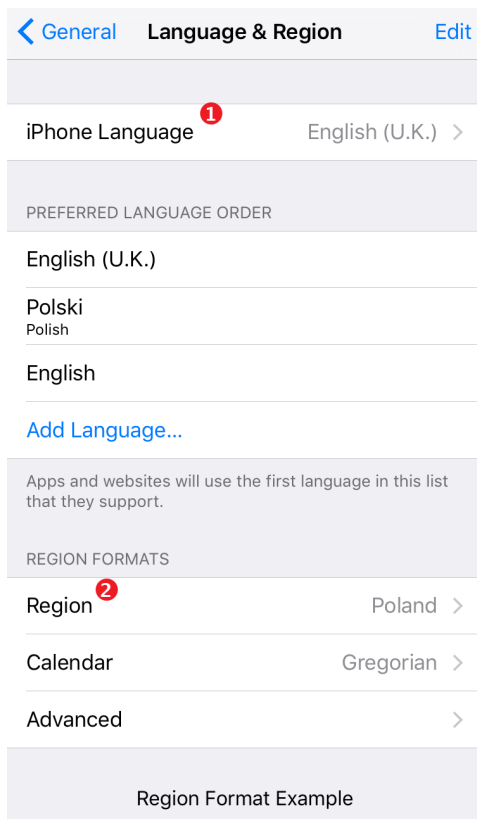 General Language & Region Edit
iPhone Language 1 English (U.K.)
PREFERRED LANGUAGE ORDER
English (U.K.)
Polski
Polish
English
Add Language...
Apps and websites will use the first language in this list
that they support.
REGION FORMATS
Region 2 Poland
Calendar Gregorian
Advanced
Region Format Example